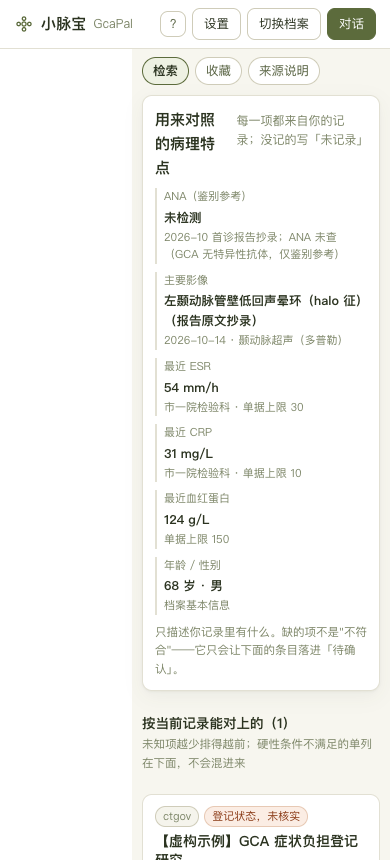 小脉宝 GcaPal ? 设置 切换档案 对话
检索 收藏 来源说明
用来对照
的病理特
点
每一项都来自你的记
录；没记的写「未记录」
ANA（鉴别参考）
未检测
2026-10 首诊报告抄录；ANA 未查
（GCA 无特异性抗体，仅鉴别参考）
主要影像
左颞动脉管壁低回声晕环（halo 征）
（报告原文抄录）
2026-10-14 · 颞动脉超声（多普勒）
最近 ESR
54 mm/h
市一院检验科 · 单据上限 30
最近 CRP
31 mg/L
市一院检验科 · 单据上限 10
最近血红蛋白
124 g/L
单据上限 150
年龄 / 性别
68 岁 · 男
档案基本信息
只描述你记录里有什么。缺的项不是"不符
合"——它只会让下面的条目落进「待确
认」。
按当前记录能对上的（1）
未知项越少排得越前；硬性条件不满足的单列
在下面，不会混进来
ctgov 登记状态，未核实
【虚构示例】GCA 症状负担登记
研究